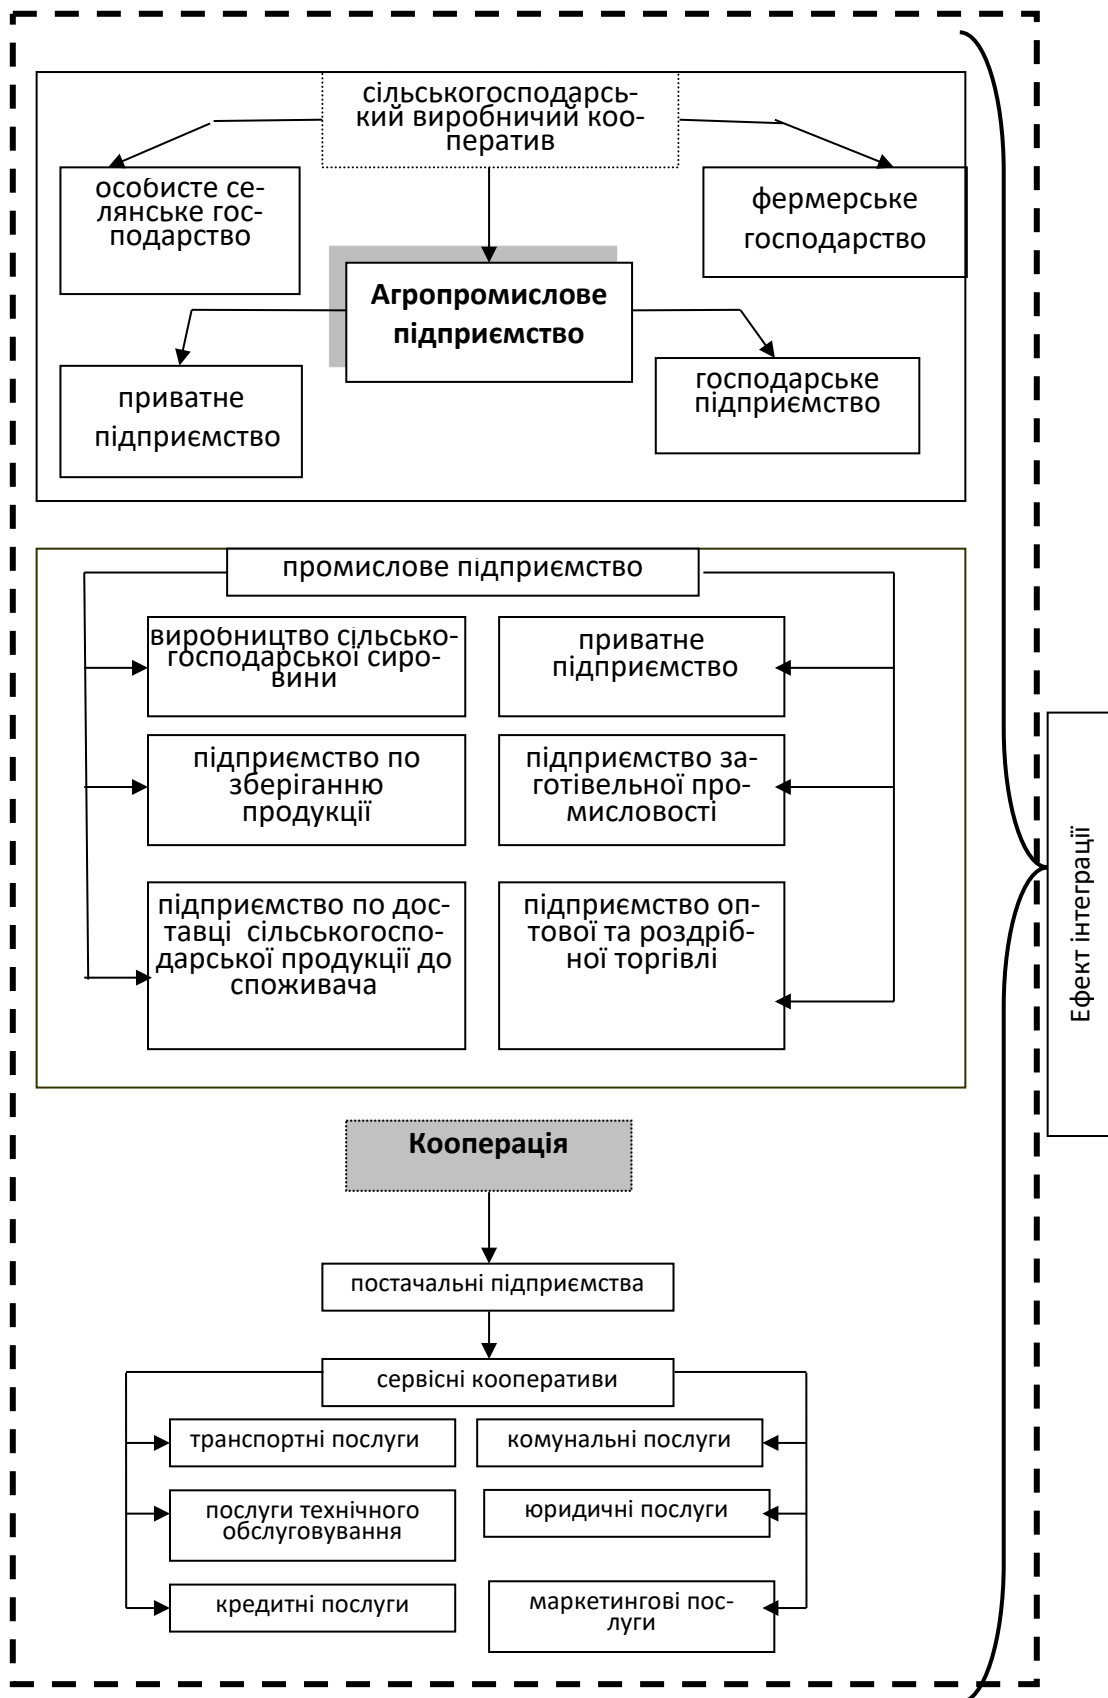 сільськогосподарсь-
кий виробничий коо-
ператив
особисте се-
лянське гос-
подарство
фермерське
господарство
Агропромислове
підприємство
приватне
підприємство
господарське
підприємство
промислове підприємство
виробництво сільсько-
господарської сиро-
вини
приватне
підприємство
підприємство по
зберіганню
продукції
підприємство за-
готівельної про-
мисловості
підприємство по дос-
тавці сільськогоспо-
дарської продукції до
споживача
підприємство оп-
тової та роздріб-
ної торгівлі
Ефект інтеграції
Кооперація
постачальні підприємства
сервісні кооперативи
транспортні послуги
комунальні послуги
послуги технічного
обслуговування
юридичні послуги
кредитні послуги
маркетингові пос-
луги